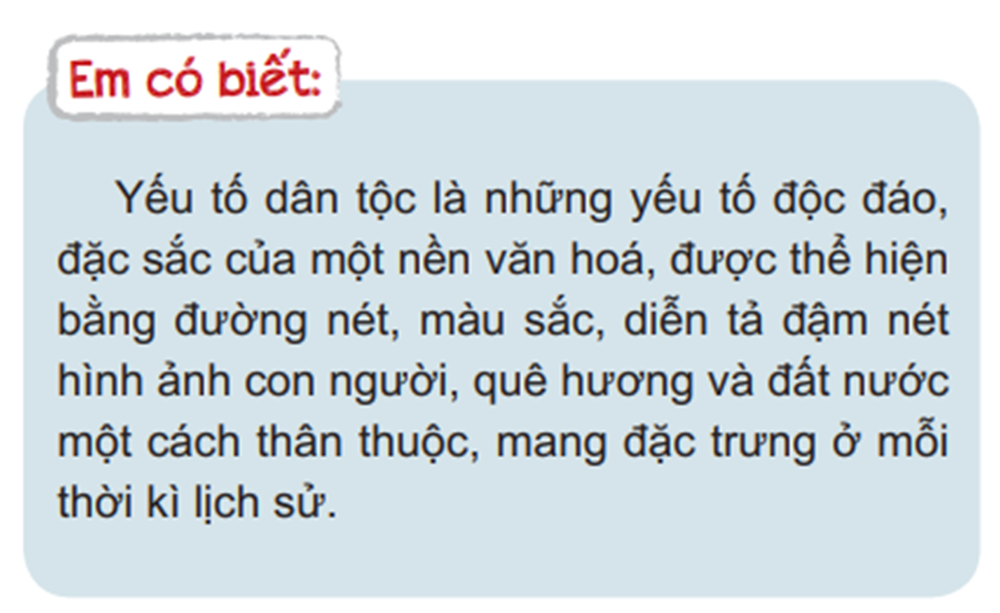 Em có biết:
Yếu tố dân tộc là những yếu tố độc đáo,
đặc sắc của một nền văn hoá, được thể hiện
bằng đường nét, màu sắc, diễn tả đậm nét
hình ảnh con người, quê hương và đất nước
một cách thân thuộc, mang đặc trưng ở mỗi
thời kì lịch sử.